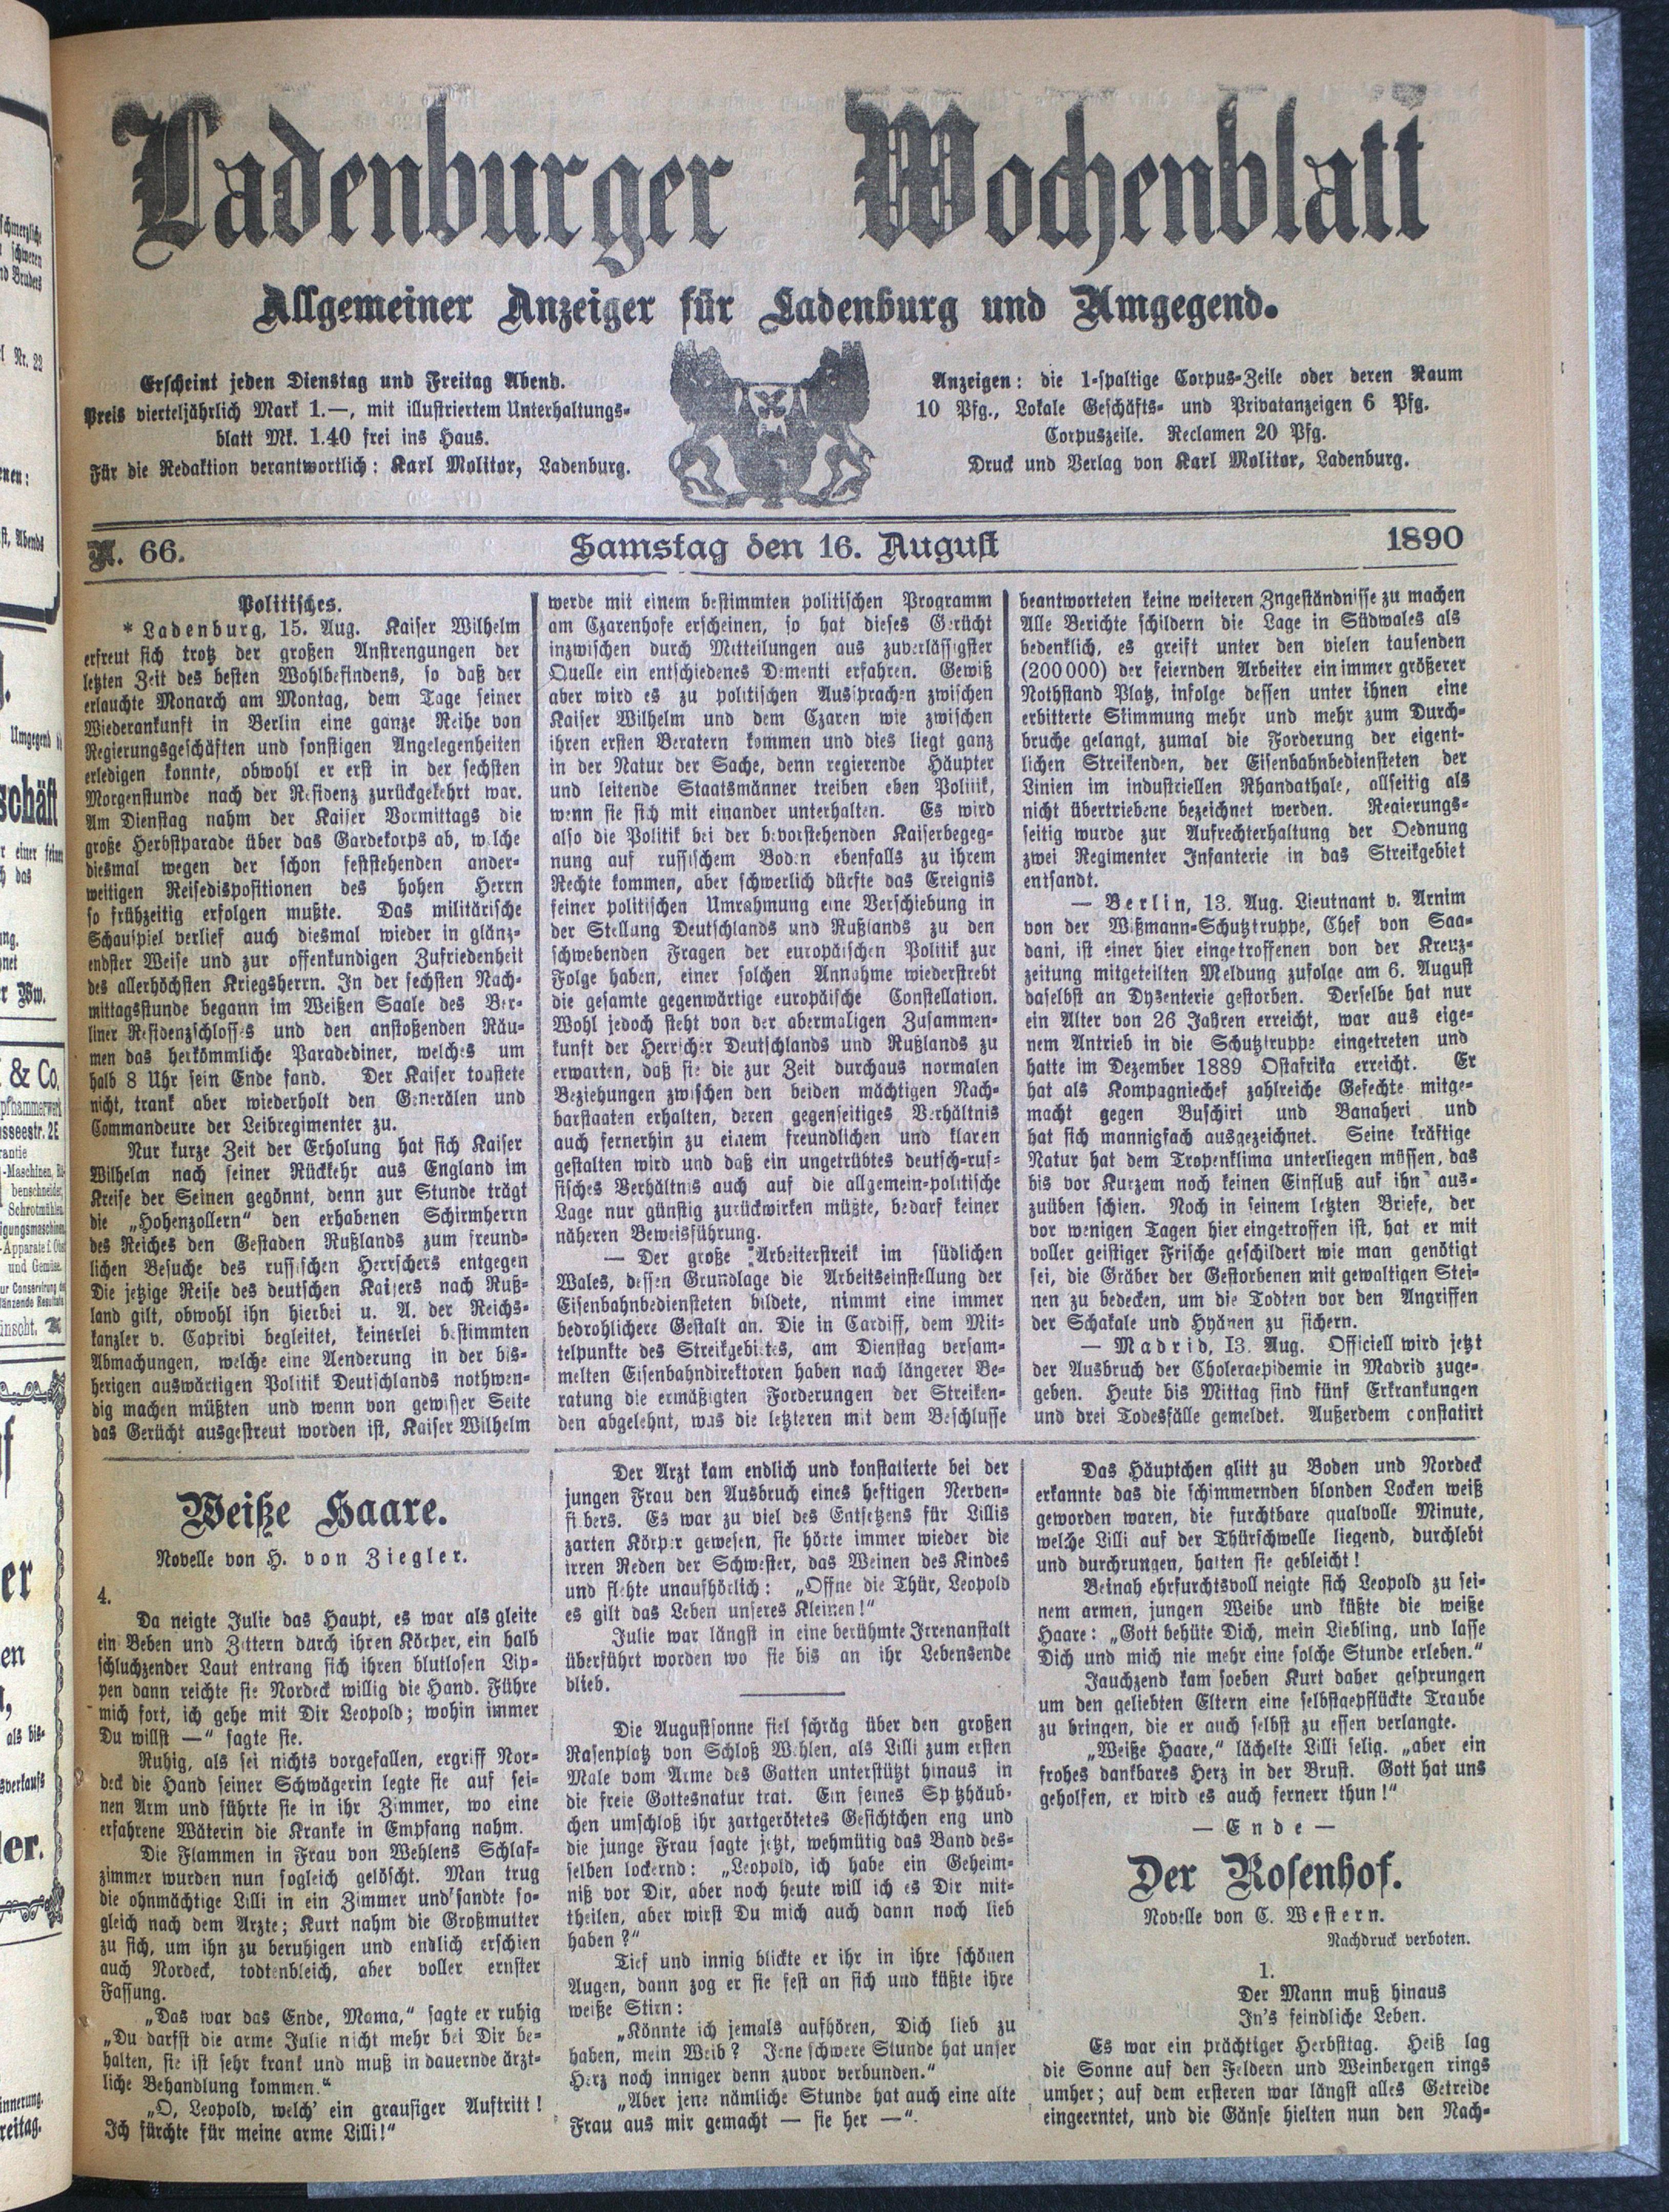 Ladenburger Wochenblatt
Allgemeiner Anzeiger für Ladenburg und Umgegend.
Erscheint jeden Dienstag und Freitag Abend.
Preis vierteljährlich Mark 1.—, mit illustriertem Unterhaltungs-
blatt Mk. 1.40 frei ins Haus.
Für die Redaktion verantwortlich: Karl Molitor, Ladenburg.
Anzeigen: die 1-spaltige Corpus-Zeile oder deren Raum
10 Pfg., Lokale Geschäfts- und Privatanzeigen 6 Pfg.
Corpuszeile. Reclamen 20 Pfg.
Druck und Verlag von Karl Molitor, Ladenburg.
N. 66.
Samstag den 16. August
1890
Politisches.
* Ladenburg, 15. Aug. Kaiser Wilhelm
erfreut sich trotz der großen Anstrengungen der
letzten Zeit des besten Wohlbefindens, so daß der
erlauchte Monarch am Montag, dem Tage seiner
Wiederankunft in Berlin eine ganze Reihe von
Regierungsgeschäften und sonstigen Angelegenheiten
erledigen konnte, obwohl er erst in der sechsten
Morgenstunde nach der Residenz zurückgekehrt war.
Am Dienstag nahm der Kaiser Vormittags die
große Herbstparade über das Gardekorps ab, welche
diesmal wegen der schon feststehenden ander-
weitigen Reisedispositionen des hohen Herrn
so frühzeitig erfolgen mußte. Das militärische
Schauspiel verlief auch diesmal wieder in glänz-
endster Weise und zur offenkundigen Zufriedenheit
des allerhöchsten Kriegsherrn. In der sechsten Nach-
mittagsstunde begann im Weißen Saale des Ber-
liner Residenzschlosses und den anstoßenden Räu-
men das herkömmliche Paradediner, welches um
halb 8 Uhr sein Ende fand. Der Kaiser toastete
nicht, trank aber wiederholt den Generälen und
Commandeure der Leibregimenter zu.
Nur kurze Zeit der Erholung hat sich Kaiser
Wilhelm nach seiner Rückkehr aus England im
Kreise der Seinen gegönnt, denn zur Stunde trägt
die „Hohenzollern“ den erhabenen Schirmherrn
des Reiches den Gestaden Rußlands zum freund-
lichen Besuche des russischen Herrschers entgegen
Die jetzige Reise des deutschen Kaisers nach Ruß-
land gilt, obwohl ihn hierbei u. A. der Reichs-
kanzler v. Caprivi begleitet, keinerlei bestimmten
Abmachungen, welche eine Aenderung in der bis-
herigen auswärtigen Politik Deutschlands nothwen-
dig machen müßten und wenn von gewisser Seite
das Gerücht ausgestreut worden ist, Kaiser Wilhelm
werde mit einem bestimmten politischen Programm
am Czarenhofe erscheinen, so hat dieses Gerücht
inzwischen durch Mitteilungen aus zuverlässigster
Quelle ein entschiedenes Dementi erfahren. Gewiß
aber wird es zu politischen Aussprachen zwischen
Kaiser Wilhelm und dem Czaren wie zwischen
ihren ersten Beratern kommen und dies liegt ganz
in der Natur der Sache, denn regierende Häupter
und leitende Staatsmänner treiben eben Politik,
wenn sie sich mit einander unterhalten. Es wird
also die Politik bei der bevorstehenden Kaiserbegeg-
nung auf russischem Boden ebenfalls zu ihrem
Rechte kommen, aber schwerlich dürfte das Ereignis
seiner politischen Umrahmung eine Verschiebung in
der Stellung Deutschlands und Rußlands zu den
schwebenden Fragen der europäischen Politik zur
Folge haben, einer solchen Annahme wiederstrebt
die gesamte gegenwärtige europäische Constellation.
Wohl jedoch steht von der abermaligen Zusammen-
kunft der Herrscher Deutschlands und Rußlands zu
erwarten, daß sie die zur Zeit durchaus normalen
Beziehungen zwischen den beiden mächtigen Nach-
barstaaten erhalten, deren gegenseitiges Verhältnis
auch fernerhin zu einem freundlichen und klaren
gestalten wird und daß ein ungetrübtes deutsch-rus-
sisches Verhältnis auch auf die allgemein-politische
Lage nur günstig zurückwirken müßte, bedarf keiner
näheren Beweisführung.
— Der große Arbeiterstreik im südlichen
Wales, dessen Grundlage die Arbeitseinstellung der
Eisenbahnbediensteten bildete, nimmt eine immer
bedrohlichere Gestalt an. Die in Cardiff, dem Mit-
telpunkte des Streikgebietes, am Dienstag versam-
melten Eisenbahndirektoren haben nach längerer Be-
ratung die ermäßigten Forderungen der Streiken-
den abgelehnt, was die letzteren mit dem Beschlusse
beantworteten keine weiteren Zngeständnisse zu machen
Alle Berichte schildern die Lage in Südwales als
bedenklich, es greift unter den vielen tausenden
(200 000) der feiernden Arbeiter ein immer größerer
Nothstand Platz, infolge dessen unter ihnen eine
erbitterte Stimmung mehr und mehr zum Durch-
bruche gelangt, zumal die Forderung der eigent-
lichen Streikenden, der Eisenbahnbediensteten der
Linien im industriellen Rhandathale, allseitig als
nicht übertriebene bezeichnet werden. Regierungs-
seitig wurde zur Aufrechterhaltung der Oednung
zwei Regimenter Infanterie in das Streikgebiet
entsandt.
— Berlin, 13. Aug. Lieutnant v. Arnim
von der Wißmann-Schutztruppe, Chef von Saa-
dani, ist einer hier eingetroffenen von der Kreuz-
zeitung mitgeteilten Meldung zufolge am 6. August
daselbst an Dysenterie gestorben. Derselbe hat nur
ein Alter von 26 Jahren erreicht, war aus eige-
nem Antrieb in die Schutztruppe eingetreten und
hatte im Dezember 1889 Ostafrika erreicht. Er
hat als Kompagniechef zahlreiche Gefechte mitge-
macht gegen Buschiri und Banaheri und
hat sich mannigfach ausgezeichnet. Seine kräftige
Natur hat dem Tropenklima unterliegen müssen, das
bis vor Kurzem noch keinen Einfluß auf ihn aus-
zuüben schien. Noch in seinem letzten Briefe, der
vor wenigen Tagen hier eingetroffen ist, hat er mit
voller geistiger Frische geschildert wie man genötigt
sei, die Gräber der Gestorbenen mit gewaltigen Stei-
nen zu bedecken, um die Todten vor den Angriffen
der Schakale und Hyänen zu sichern.
— Madrid, 13. Aug. Officiell wird jetzt
der Ausbruch der Choleraepidemie in Madrid zuge-
geben. Heute bis Mittag sind fünf Erkrankungen
und drei Todesfälle gemeldet. Außerdem constatirt
Weiße Haare.
Novelle von H. von Ziegler.
4.
Da neigte Julie das Haupt, es war als gleite
ein Beben und Zittern durch ihren Körper, ein halb
schluchzender Laut entrang sich ihren blutlosen Lip-
pen dann reichte sie Nordeck willig die Hand. Führe
mich fort, ich gehe mit Dir Leopold; wohin immer
Du willst —“ sagte sie.
Ruhig, als sei nichts vorgefallen, ergriff Nor-
deck die Hand seiner Schwägerin legte sie auf sei-
nen Arm und führte sie in ihr Zimmer, wo eine
erfahrene Wäterin die Kranke in Empfang nahm.
Die Flammen in Frau von Wehlens Schlaf-
zimmer wurden nun sogleich gelöscht. Man trug
die ohnmächtige Lilli in ein Zimmer und sandte so-
gleich nach dem Arzte; Kurt nahm die Großmutter
zu sich, um ihn zu beruhigen und endlich erschien
auch Nordeck, todtenbleich, aber voller ernster
Fassung.
„Das war das Ende, Mama,“ sagte er ruhig
„Du darfst die arme Julie nicht mehr bei Dir be-
halten, sie ist sehr krank und muß in dauernde ärzt-
liche Behandlung kommen.“
„O, Leopold, welch' ein grausiger Auftritt!
Ich fürchte für meine arme Lilli!“
Der Arzt kam endlich und konstatierte bei der
jungen Frau den Ausbruch eines heftigen Nerven-
fiebers. Es war zu viel des Entsetzens für Lillis
zarten Körper gewesen, sie hörte immer wieder die
irren Reden der Schwester, das Weinen des Kindes
und flehte unaufhörlich: „Öffne die Thür, Leopold
es gilt das Leben unseres Kleinen!“
Julie war längst in eine berühmte Irrenanstalt
überführt worden wo sie bis an ihr Lebensende
blieb.
Die Augustsonne fiel schräg über den großen
Rasenplatz von Schloß Wehlen, als Lilli zum ersten
Male vom Arme des Gatten unterstützt hinaus in
die freie Gottesnatur trat. Ein feines Spitzhäub-
chen umschloß ihr zartgerötetes Gesichtchen eng und
die junge Frau sagte jetzt, wehmütig das Band des-
selben lockernd: „Leopold, ich habe ein Geheim-
niß vor Dir, aber noch heute will ich es Dir mit-
theilen, aber wirst Du mich auch dann noch lieb
haben?“
Tief und innig blickte er ihr in ihre schönen
Augen, dann zog er sie fest an sich und küßte ihre
weiße Stirn:
„Könnte ich jemals aufhören, Dich lieb zu
haben, mein Weib? Jene schwere Stunde hat unser
Herz noch inniger denn zuvor verbunden.“
„Aber jene nämliche Stunde hat auch eine alte
Frau aus mir gemacht — sie her —“.
Das Häuptchen glitt zu Boden und Nordeck
erkannte das die schimmernden blonden Locken weiß
geworden waren, die furchtbare qualvolle Minute,
welche Lilli auf der Thürschwelle liegend, durchlebt
und durchrungen, hatten sie gebleicht!
Beinah ehrfurchtsvoll neigte sich Leopold zu sei-
nem armen, jungen Weibe und küßte die weiße
Haare: „Gott behüte Dich, mein Liebling, und lasse
Dich und mich nie mehr eine solche Stunde erleben.“
Jauchzend kam soeben Kurt daher gesprungen
um den geliebten Eltern eine selbstgepflückte Traube
zu bringen, die er auch selbst zu essen verlangte.
„Weiße Haare,“ lächelte Lilli selig. „aber ein
frohes dankbares Herz in der Brust. Gott hat uns
geholfen, er wird es auch fernerr thun!“
— Ende —
Der Rosenhof.
Novelle von C. Western.
Nachdruck verboten.
1.
Der Mann muß hinaus
In's feindliche Leben.
Es war ein prächtiger Herbsttag. Heiß lag
die Sonne auf den Feldern und Weinbergen rings
umher; auf dem ersteren war längst alles Getreide
eingeerntet, und die Gänse hielten nun den Nach-